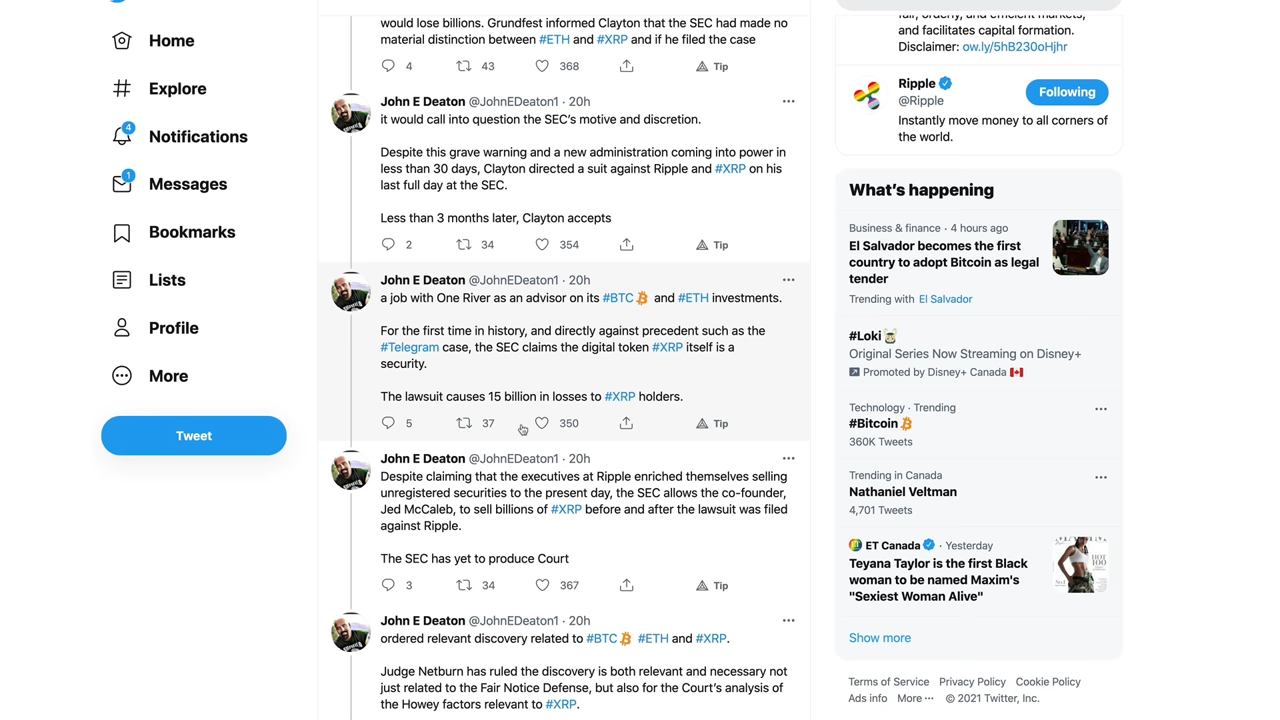 Home
Explore
4
Notifications
1
Messages
Bookmarks
Lists
Profile
More
Tweet
would lose billions. Grundfest informed Clayton that the SEC had made no
material distinction between #ETH and #XRP and if he filed the case
4 43 368 Tip
John E Deaton @JohnEDeaton1 · 20h
it would call into question the SEC's motive and discretion.
Despite this grave warning and a new administration coming into power in
less than 30 days, Clayton directed a suit against Ripple and #XRP on his
last full day at the SEC.
Less than 3 months later, Clayton accepts
2 34 354 Tip
John E Deaton @JohnEDeaton1 · 20h
a job with One River as an advisor on its #BTC and #ETH investments.
For the first time in history, and directly against precedent such as the
#Telegram case, the SEC claims the digital token #XRP itself is a
security.
The lawsuit causes 15 billion in losses to #XRP holders.
5 37 350 Tip
John E Deaton @JohnEDeaton1 · 20h
Despite claiming that the executives at Ripple enriched themselves selling
unregistered securities to the present day, the SEC allows the co-founder,
Jed McCaleb, to sell billions of #XRP before and after the lawsuit was filed
against Ripple.
The SEC has yet to produce Court
3 34 367 Tip
John E Deaton @JohnEDeaton1 · 20h
ordered relevant discovery related to #BTC #ETH and #XRP.
Judge Netburn has ruled the discovery is both relevant and necessary not
just related to the Fair Notice Defense, but also for the Court's analysis of
the Howey factors relevant to #XRP.
fair, orderly, and efficient markets,
and facilitates capital formation.
Disclaimer: ow.ly/5hB230oHjhr
Ripple
@Ripple
Following
Instantly move money to all corners of
the world.
What's happening
Business & finance · 4 hours ago
El Salvador becomes the first
country to adopt Bitcoin as legal
tender
Trending with El Salvador
#Loki
Original Series Now Streaming on Disney+
Promoted by Disney+ Canada
Technology · Trending
#Bitcoin
360K Tweets
Trending in Canada
Nathaniel Veltman
4,701 Tweets
ET Canada · Yesterday
Teyana Taylor is the first Black
woman to be named Maxim's
"Sexiest Woman Alive"
Show more
Terms of Service Privacy Policy Cookie Policy
Ads info More ··· © 2021 Twitter, Inc.